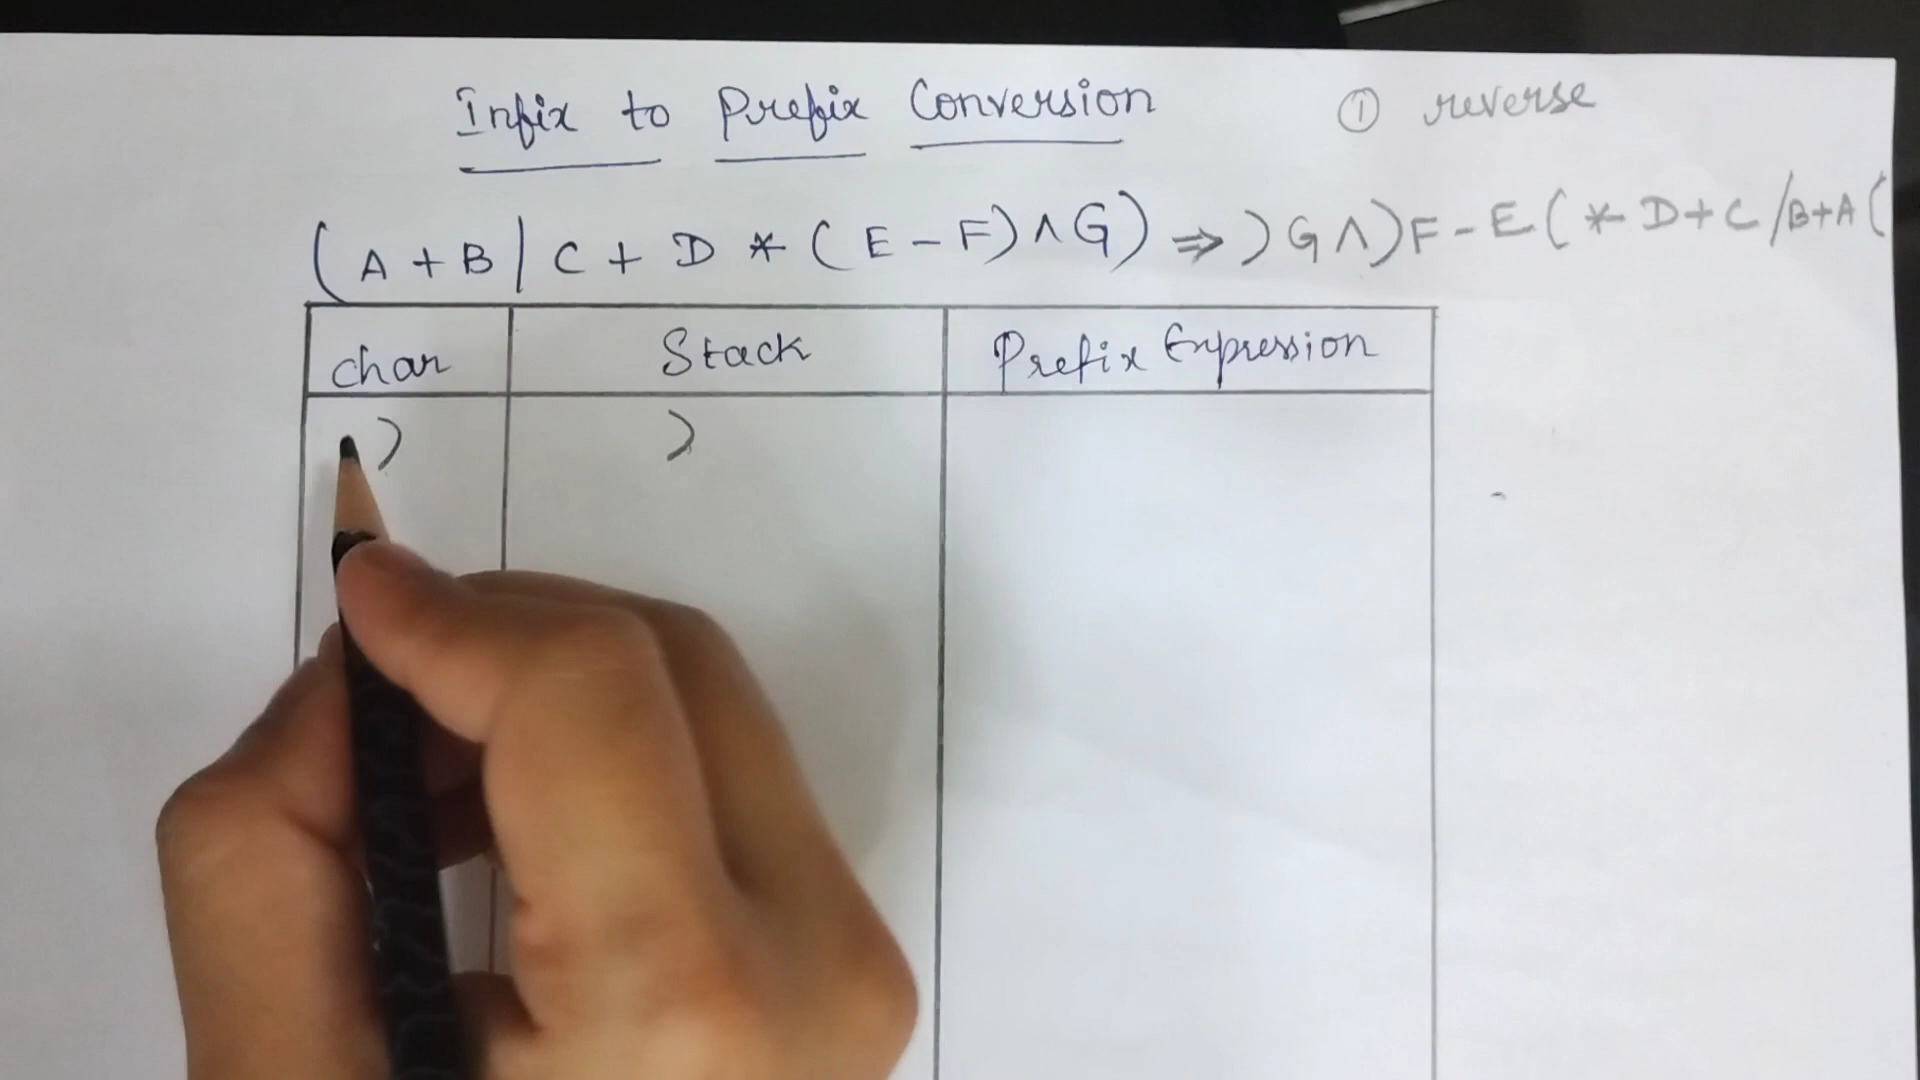 Infix to Prefix Conversion ① reverse
(A+B/C+D*(E-F)^G) ⇒ )G^)F-E(*D+C/B+A(
char Stack Prefix Expression
) )